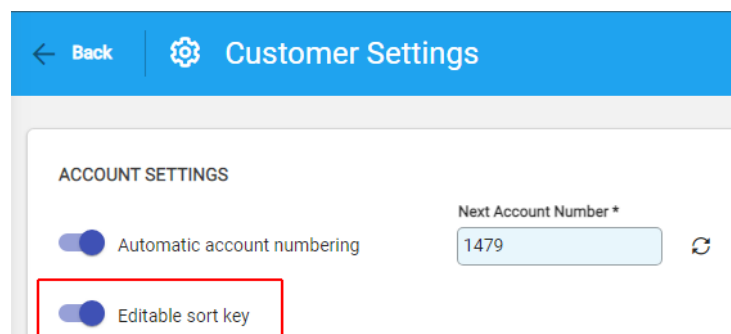 Back
Customer Settings
ACCOUNT SETTINGS
Next Account Number *
Automatic account numbering
1479
Editable sort key